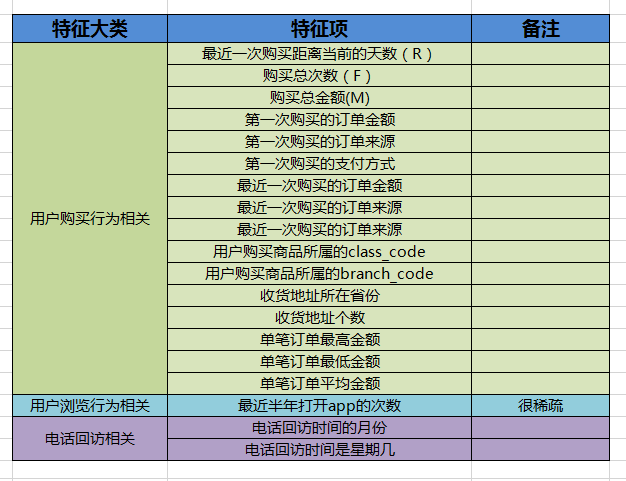 特征大类 特征项 备注
最近一次购买距离当前的天数（R）
购买总次数（F）
购买总金额(M)
第一次购买的订单金额
第一次购买的订单来源
第一次购买的支付方式
最近一次购买的订单金额
用户购买行为相关 最近一次购买的订单来源
最近一次购买的订单来源
用户购买商品所属的class_code
用户购买商品所属的branch_code
收货地址所在省份
收货地址个数
单笔订单最高金额
单笔订单最低金额
单笔订单平均金额
用户浏览行为相关 最近半年打开app的次数 很稀疏
电话回访相关 电话回访时间的月份
电话回访时间是星期几